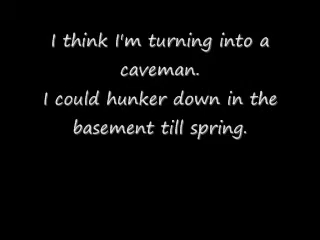 I think I'm turning into a
caveman.
I could hunker down in the
basement till spring.